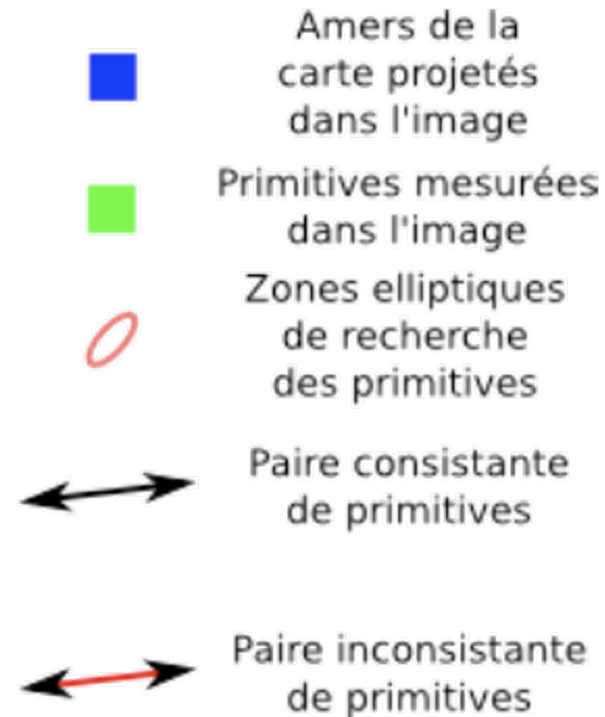 Amers de la
carte projetés
dans l'image
Primitives mesurées
dans l'image
Zones elliptiques
de recherche
des primitives
Paire consistante
de primitives
Paire inconsistante
de primitives